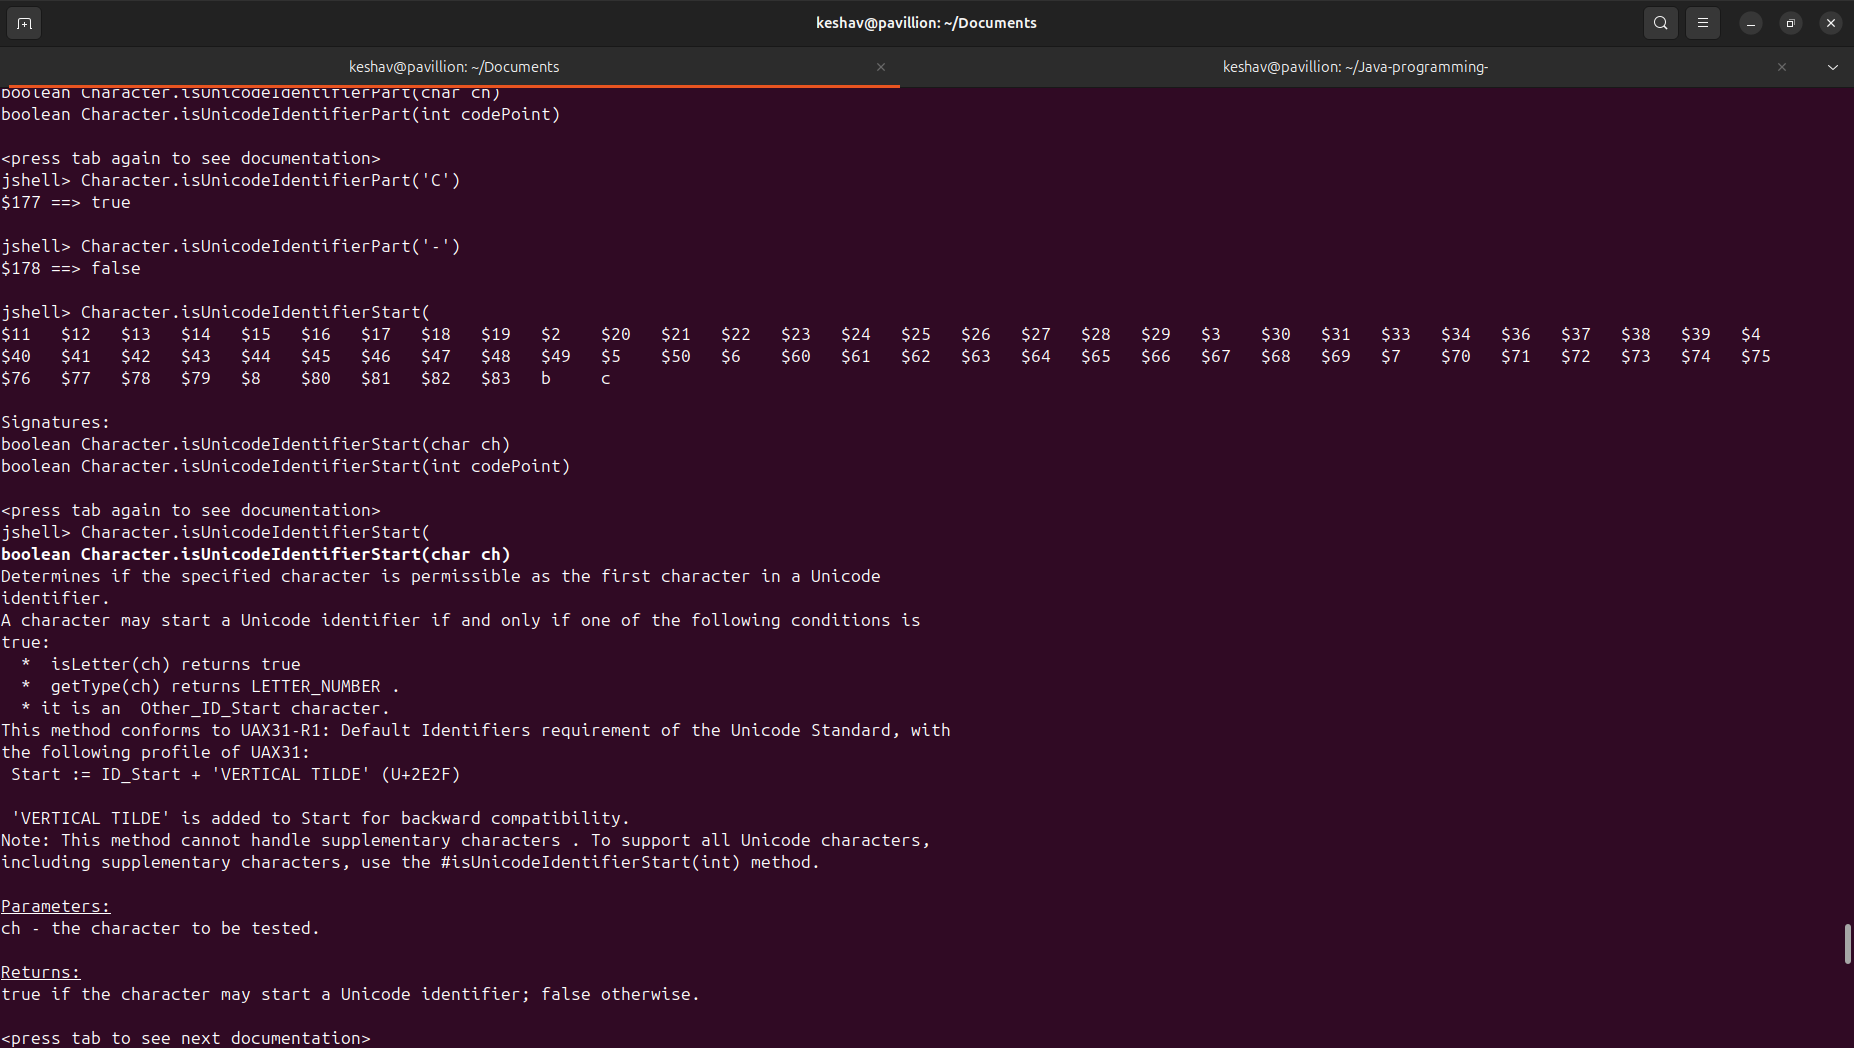 keshav@pavillion: ~/Documents
keshav@pavillion: ~/Documents
keshav@pavillion: ~/Java-programming-
boolean Character.isUnicodeIdentifierPart(char ch)
boolean Character.isUnicodeIdentifierPart(int codePoint)
<press tab again to see documentation>
jshell> Character.isUnicodeIdentifierPart('C')
$177 ==> true
jshell> Character.isUnicodeIdentifierPart('-')
$178 ==> false
jshell> Character.isUnicodeIdentifierStart(
$11 $12 $13 $14 $15 $16 $17 $18 $19 $2 $20 $21 $22 $23 $24 $25 $26 $27 $28 $29 $3 $30 $31 $33 $34 $36 $37 $38 $39 $4
$40 $41 $42 $43 $44 $45 $46 $47 $48 $49 $5 $50 $6 $60 $61 $62 $63 $64 $65 $66 $67 $68 $69 $7 $70 $71 $72 $73 $74 $75
$76 $77 $78 $79 $8 $80 $81 $82 $83 b c
Signatures:
boolean Character.isUnicodeIdentifierStart(char ch)
boolean Character.isUnicodeIdentifierStart(int codePoint)
<press tab again to see documentation>
jshell> Character.isUnicodeIdentifierStart(
boolean Character.isUnicodeIdentifierStart(char ch)
Determines if the specified character is permissible as the first character in a Unicode
identifier.
A character may start a Unicode identifier if and only if one of the following conditions is
true:
* isLetter(ch) returns true
* getType(ch) returns LETTER_NUMBER .
* it is an Other_ID_Start character.
This method conforms to UAX31-R1: Default Identifiers requirement of the Unicode Standard, with
the following profile of UAX31:
Start := ID_Start + 'VERTICAL TILDE' (U+2E2F)
'VERTICAL TILDE' is added to Start for backward compatibility.
Note: This method cannot handle supplementary characters . To support all Unicode characters,
including supplementary characters, use the #isUnicodeIdentifierStart(int) method.
Parameters:
ch - the character to be tested.
Returns:
true if the character may start a Unicode identifier; false otherwise.
<press tab to see next documentation>